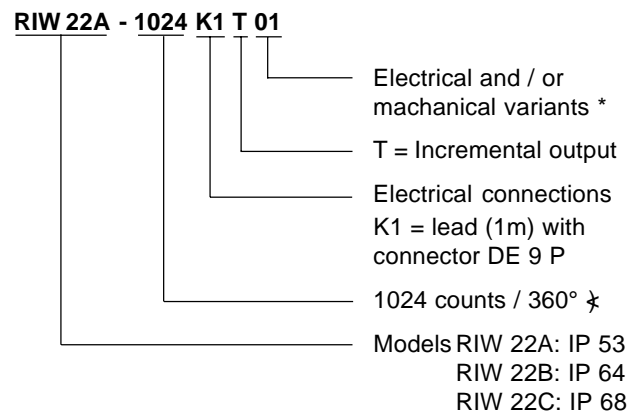 RIW 22A - 1024 K1 T 01
Electrical and / or
machanical variants *
T = Incremental output
Electrical connections
K1 = lead (1m) with
connector DE 9 P
1024 counts / 360° ∢
Models RIW 22A: IP 53
RIW 22B: IP 64
RIW 22C: IP 68